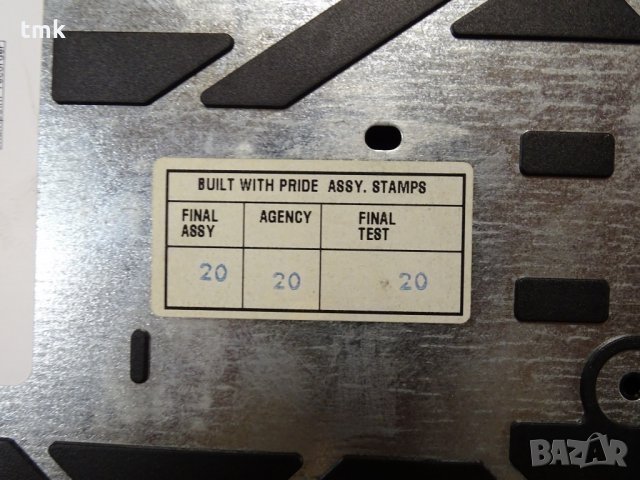 tmk
BUILT WITH PRIDE ASSY. STAMPS
FINAL ASSY
AGENCY
FINAL TEST
20
20
20
BAZAR